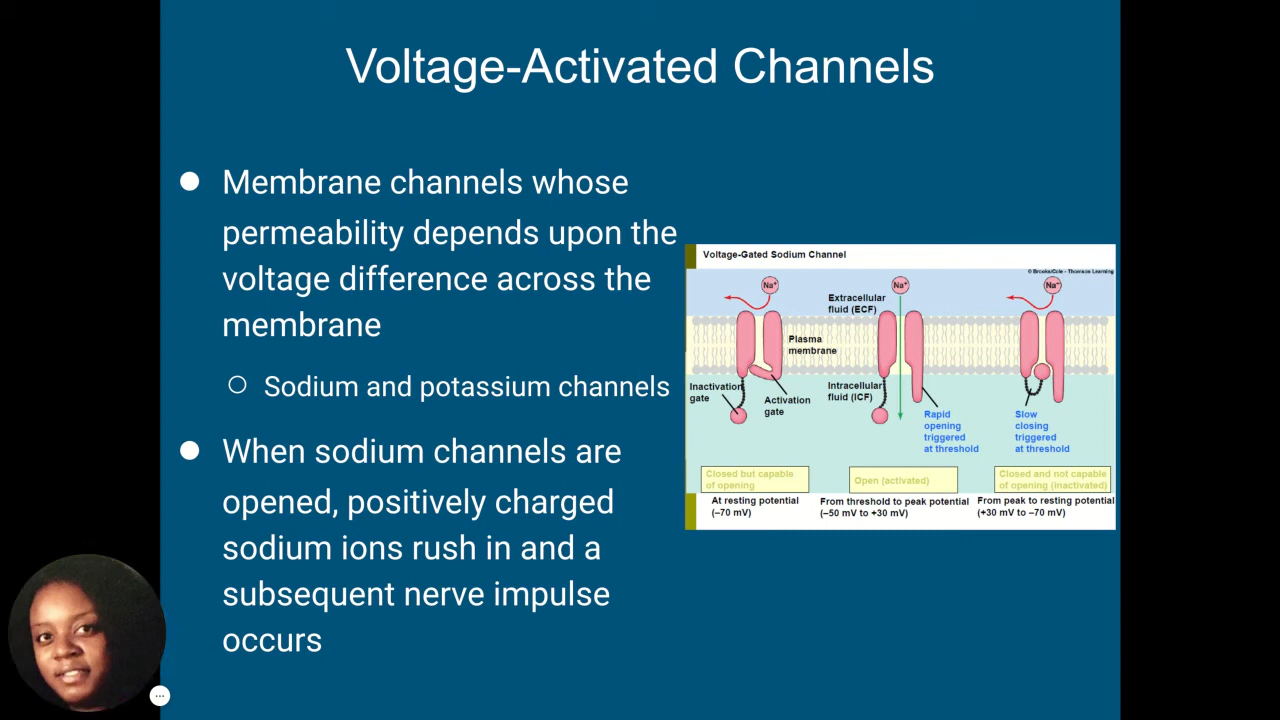 Voltage-Activated Channels
● Membrane channels whose
permeability depends upon the
voltage difference across the
membrane
○ Sodium and potassium channels
● When sodium channels are
opened, positively charged
sodium ions rush in and a
subsequent nerve impulse
occurs
Voltage-Gated Sodium Channel
© Brooks/Cole - Thomson Learning
Na⁺
Na⁺
Na⁺
Extracellular
fluid (ECF)
Plasma
membrane
Inactivation
gate
Activation
gate
Intracellular
fluid (ICF)
Rapid
opening
triggered
at threshold
Slow
closing
triggered
at threshold
Closed but capable
of opening
Open (activated)
Closed and not capable
of opening (inactivated)
At resting potential
(–70 mV)
From threshold to peak potential
(–50 mV to +30 mV)
From peak to resting potential
(+30 mV to –70 mV)